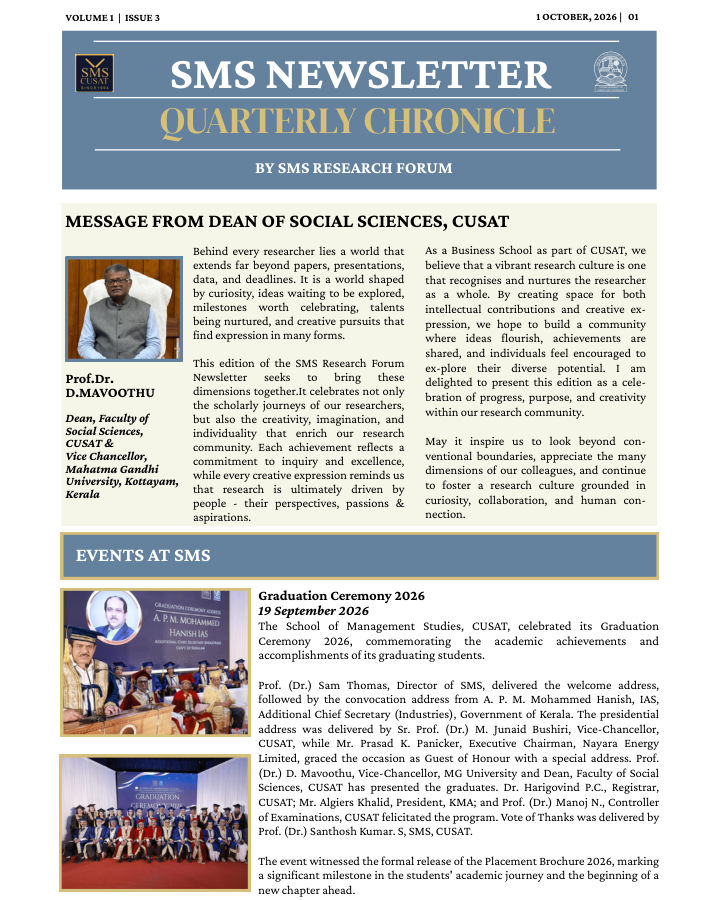 VOLUME 1 | ISSUE 3
1 OCTOBER, 2026 | 01
SMS
CUSAT
SMS NEWSLETTER
QUARTERLY CHRONICLE
BY SMS RESEARCH FORUM
MESSAGE FROM DEAN OF SOCIAL SCIENCES, CUSAT
Prof.Dr.
D.MAVOOTHU
Dean, Faculty of
Social Sciences,
CUSAT &
Vice Chancellor,
Mahatma Gandhi
University, Kottayam,
Kerala
Behind every researcher lies a world that
extends far beyond papers, presentations,
data, and deadlines. It is a world shaped
by curiosity, ideas waiting to be explored,
milestones worth celebrating, talents
being nurtured, and creative pursuits that
find expression in many forms.
This edition of the SMS Research Forum
Newsletter seeks to bring these
dimensions together.It celebrates not only
the scholarly journeys of our researchers,
but also the creativity, imagination, and
individuality that enrich our research
community. Each achievement reflects a
commitment to inquiry and excellence,
while every creative expression reminds us
that research is ultimately driven by
people - their perspectives, passions &
aspirations.
As a Business School as part of CUSAT, we
believe that a vibrant research culture is one
that recognises and nurtures the researcher
as a whole. By creating space for both
intellectual contributions and creative ex-
pression, we hope to build a community
where ideas flourish, achievements are
shared, and individuals feel encouraged to
ex-plore their diverse potential. I am
delighted to present this edition as a cele-
bration of progress, purpose, and creativity
within our research community.
May it inspire us to look beyond con-
ventional boundaries, appreciate the many
dimensions of our colleagues, and continue
to foster a research culture grounded in
curiosity, collaboration, and human con-
nection.
EVENTS AT SMS
GRADUATION CEREMONY ADDRESS
A. P. M. MOHAMMED
HANISH IAS
ADDITIONAL CHIEF SECRETARY (INDUSTRIES)
GOVT OF KERALA
GRADUATION
CEREMONY
Graduation Ceremony 2026
19 September 2026
The School of Management Studies, CUSAT, celebrated its Graduation
Ceremony 2026, commemorating the academic achievements and
accomplishments of its graduating students.
Prof. (Dr.) Sam Thomas, Director of SMS, delivered the welcome address,
followed by the convocation address from A. P. M. Mohammed Hanish, IAS,
Additional Chief Secretary (Industries), Government of Kerala. The presidential
address was delivered by Sr. Prof. (Dr.) M. Junaid Bushiri, Vice-Chancellor,
CUSAT, while Mr. Prasad K. Panicker, Executive Chairman, Nayara Energy
Limited, graced the occasion as Guest of Honour with a special address. Prof.
(Dr.) D. Mavoothu, Vice-Chancellor, MG University and Dean, Faculty of Social
Sciences, CUSAT has presented the graduates. Dr. Harigovind P.C., Registrar,
CUSAT; Mr. Algiers Khalid, President, KMA; and Prof. (Dr.) Manoj N., Controller
of Examinations, CUSAT felicitated the program. Vote of Thanks was delivered by
Prof. (Dr.) Santhosh Kumar. S, SMS, CUSAT.
The event witnessed the formal release of the Placement Brochure 2026, marking
a significant milestone in the students' academic journey and the beginning of a
new chapter ahead.